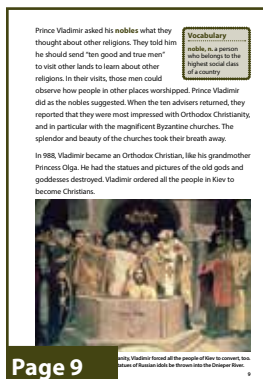 Prince Vladimir asked his nobles what they
thought about other religions. They told him
he should send “ten good and true men”
to visit other lands to learn about other
religions. In their visits, those men could
observe how people in other places worshipped. Prince Vladimir
did as the nobles suggested. When the ten advisers returned, they
reported that they were most impressed with Orthodox Christianity,
and in particular with the magnificent Byzantine churches. The
splendor and beauty of the churches took their breath away.
Vocabulary
noble, n. a person
who belongs to the
highest social class
of a country
In 988, Vladimir became an Orthodox Christian, like his grandmother
Princess Olga. He had the statues and pictures of the old gods and
goddesses destroyed. Vladimir ordered all the people in Kiev to
become Christians.
anity, Vladimir forced all the people of Kiev to convert, too.
tatues of Russian idols be thrown into the Dnieper River.
9
Page 9